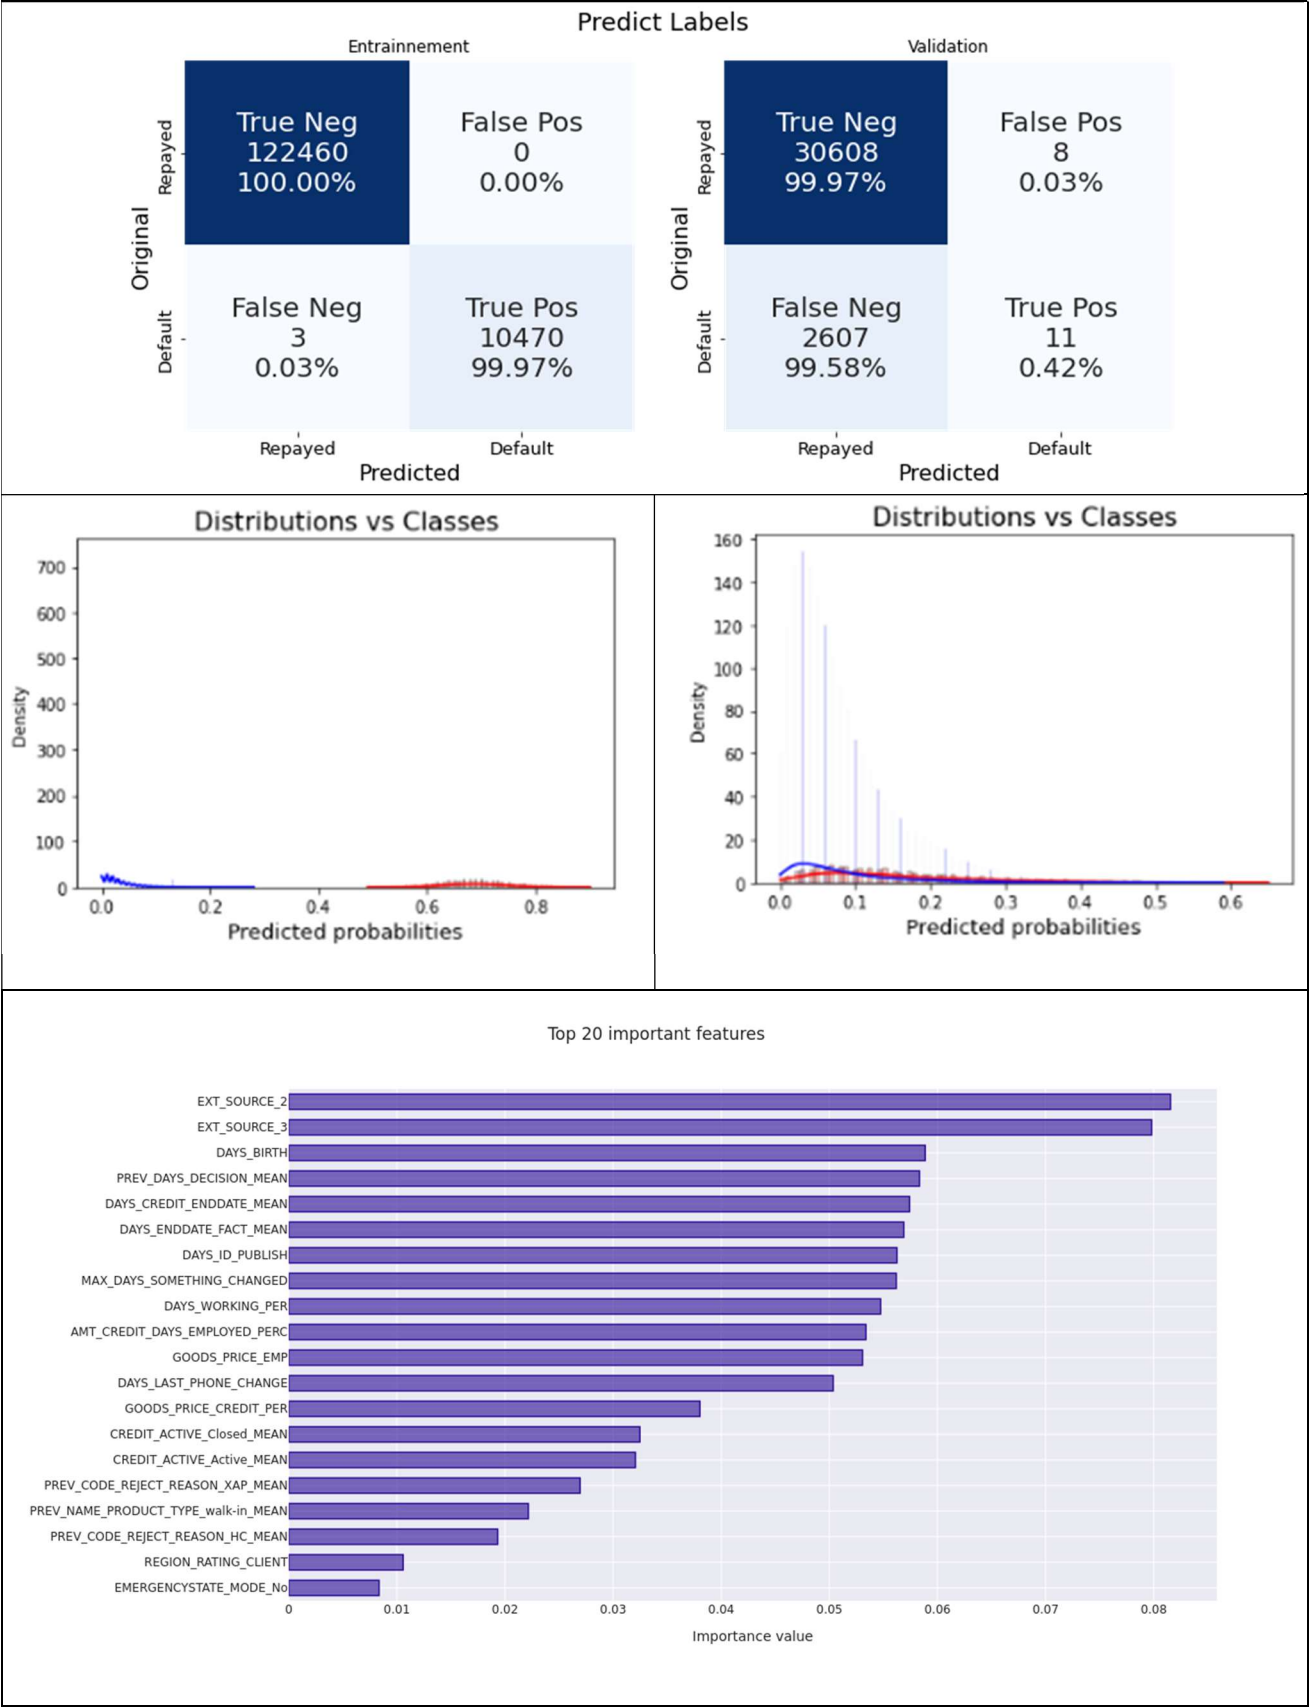 Predict Labels
Entrainnement
Validation
Original
Repayed
Default
True Neg
122460
100.00%
False Pos
0
0.00%
False Neg
3
0.03%
True Pos
10470
99.97%
Repayed
Default
Predicted
Original
Repayed
Default
True Neg
30608
99.97%
False Pos
8
0.03%
False Neg
2607
99.58%
True Pos
11
0.42%
Repayed
Default
Predicted
Distributions vs Classes
Density
700
600
500
400
300
200
100
0
0.0 0.2 0.4 0.6 0.8
Predicted probabilities
Distributions vs Classes
Density
160
140
120
100
80
60
40
20
0
0.0 0.1 0.2 0.3 0.4 0.5 0.6
Predicted probabilities
Top 20 important features
EXT_SOURCE_2
EXT_SOURCE_3
DAYS_BIRTH
PREV_DAYS_DECISION_MEAN
DAYS_CREDIT_ENDDATE_MEAN
DAYS_ENDDATE_FACT_MEAN
DAYS_ID_PUBLISH
MAX_DAYS_SOMETHING_CHANGED
DAYS_WORKING_PER
AMT_CREDIT_DAYS_EMPLOYED_PERC
GOODS_PRICE_EMP
DAYS_LAST_PHONE_CHANGE
GOODS_PRICE_CREDIT_PER
CREDIT_ACTIVE_Closed_MEAN
CREDIT_ACTIVE_Active_MEAN
PREV_CODE_REJECT_REASON_XAP_MEAN
PREV_NAME_PRODUCT_TYPE_walk-in_MEAN
PREV_CODE_REJECT_REASON_HC_MEAN
REGION_RATING_CLIENT
EMERGENCYSTATE_MODE_No
0 0.01 0.02 0.03 0.04 0.05 0.06 0.07 0.08
Importance value